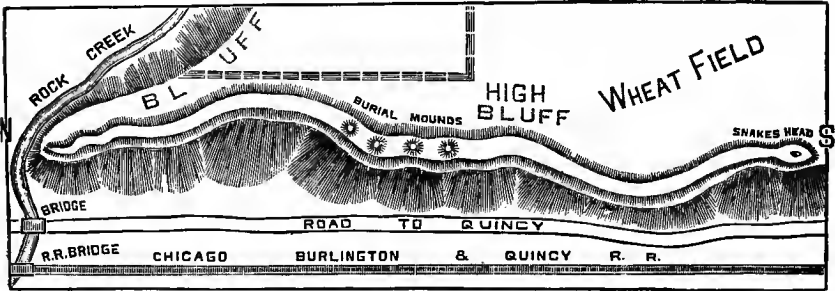 ROCK CREEK
BLUFF
BURIAL MOUNDS
HIGH
BLUFF
WHEAT FIELD
N
SNAKES HEAD
S
BRIDGE
ROAD TO QUINCY
R.R.BRIDGE
CHICAGO BURLINGTON & QUINCY R. R.